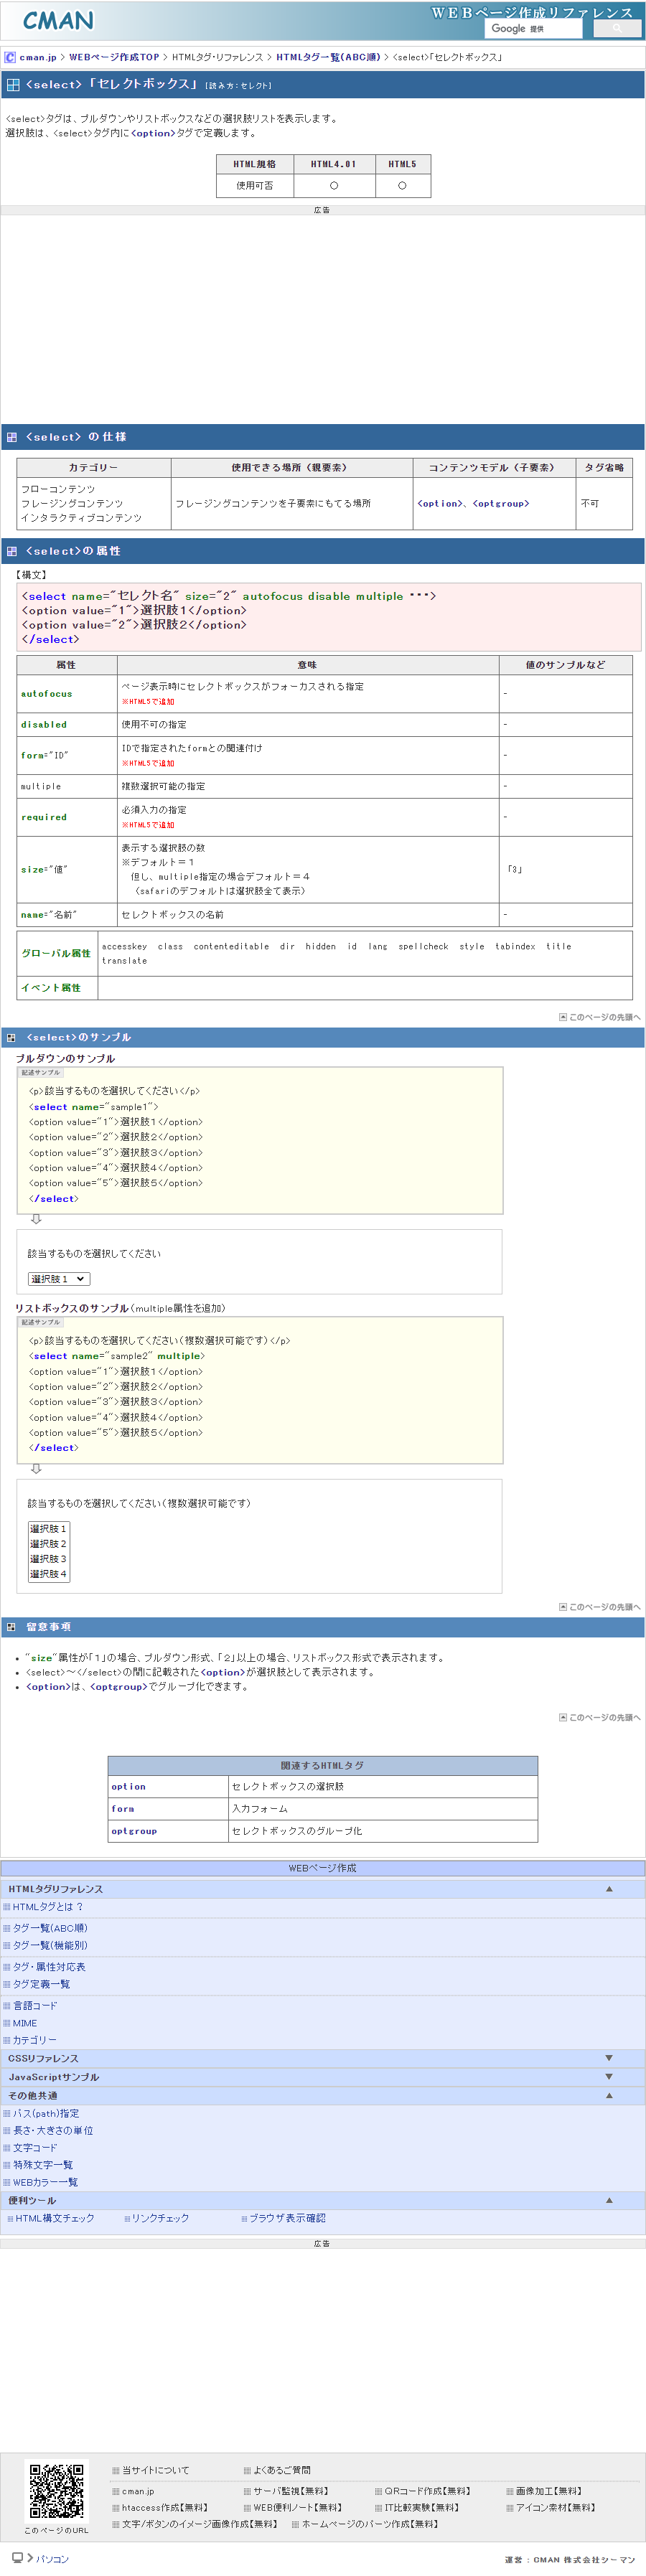 CMAN
WEBページ作成リファレンス
Google 提供
cman.jp > WEBページ作成TOP > HTMLタグ・リファレンス > HTMLタグ一覧(ABC順) > <select>「セレクトボックス」
<select>「セレクトボックス」 [読み方：セレクト]
<select>タグは、プルダウンやリストボックスなどの選択肢リストを表示します。
選択肢は、<select>タグ内に<option>タグで定義します。
HTML規格 HTML4.01 HTML5
使用可否 ○ ○
広告
<select> の仕様
カテゴリー 使用できる場所（親要素） コンテンツモデル（子要素） タグ省略
フローコンテンツ
フレージングコンテンツ
インタラクティブコンテンツ
フレージングコンテンツを子要素にもてる場所
<option>、<optgroup>
不可
<select>の属性
【構文】
<select name="セレクト名" size="2" autofocus disable multiple ･･･>
<option value="1">選択肢１</option>
<option value="2">選択肢２</option>
</select>
属性 意味 値のサンプルなど
autofocus ページ表示時にセレクトボックスがフォーカスされる指定 -
※HTML5で追加
disabled 使用不可の指定 -
form="ID" IDで指定されたformとの関連付け -
※HTML5で追加
multiple 複数選択可能の指定 -
required 必須入力の指定 -
※HTML5で追加
size="値" 表示する選択肢の数 「3」
※デフォルト＝１
但し、multiple指定の場合デフォルト＝４
（safariのデフォルトは選択肢全て表示）
name="名前" セレクトボックスの名前 -
グローバル属性 accesskey class contenteditable dir hidden id lang spellcheck style tabindex title
translate
イベント属性
このページの先頭へ
<select>のサンプル
プルダウンのサンプル
記述サンプル
<p>該当するものを選択してください</p>
<select name="sample1">
<option value="1">選択肢１</option>
<option value="2">選択肢２</option>
<option value="3">選択肢３</option>
<option value="4">選択肢４</option>
<option value="5">選択肢５</option>
</select>
該当するものを選択してください
選択肢１
リストボックスのサンプル（multiple属性を追加）
記述サンプル
<p>該当するものを選択してください（複数選択可能です）</p>
<select name="sample2" multiple>
<option value="1">選択肢１</option>
<option value="2">選択肢２</option>
<option value="3">選択肢３</option>
<option value="4">選択肢４</option>
<option value="5">選択肢５</option>
</select>
該当するものを選択してください（複数選択可能です）
選択肢１
選択肢２
選択肢３
選択肢４
このページの先頭へ
留意事項
• "size"属性が「１」の場合、プルダウン形式、「２」以上の場合、リストボックス形式で表示されます。
• <select>～</select>の間に記載された<option>が選択肢として表示されます。
• <option>は、<optgroup>でグループ化できます。
このページの先頭へ
関連するHTMLタグ
option セレクトボックスの選択肢
form 入力フォーム
optgroup セレクトボックスのグループ化
WEBページ作成
HTMLタグリファレンス ▲
HTMLタグとは？
タグ一覧(ABC順)
タグ一覧(機能別)
タグ・属性対応表
タグ定義一覧
言語コード
MIME
カテゴリー
CSSリファレンス ▼
JavaScriptサンプル ▼
その他共通 ▲
パス(path)指定
長さ・大きさの単位
文字コード
特殊文字一覧
WEBカラー一覧
便利ツール ▲
HTML構文チェック リンクチェック ブラウザ表示確認
広告
当サイトについて よくあるご質問
cman.jp サーバ監視【無料】 QRコード作成【無料】 画像加工【無料】
htaccess作成【無料】 WEB便利ノート【無料】 IT比較実験【無料】 アイコン素材【無料】
文字/ボタンのイメージ画像作成【無料】 ホームページのパーツ作成【無料】
このページのURL
パソコン
運営 : CMAN 株式会社シーマン